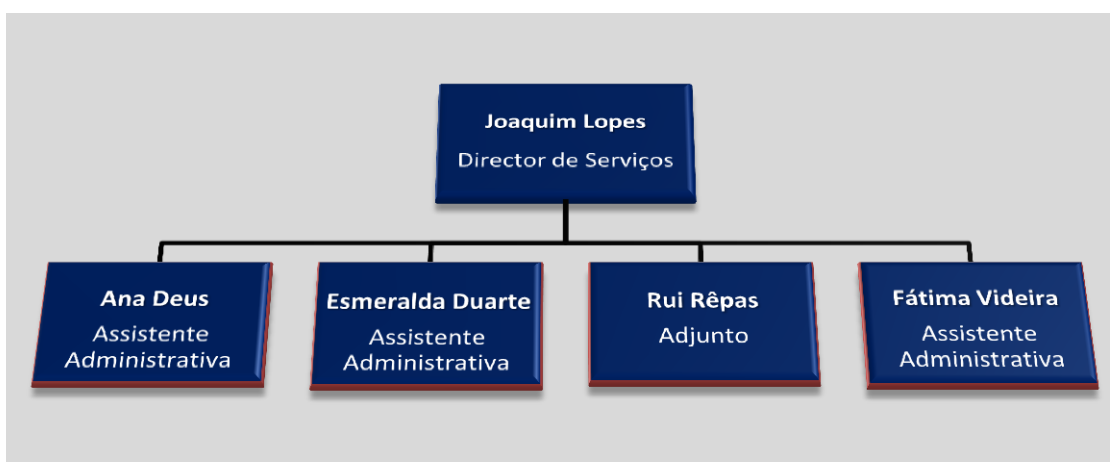 Joaquim Lopes
Director de Serviços
Ana Deus
Assistente
Administrativa
Esmeralda Duarte
Assistente
Administrativa
Rui Rêpas
Adjunto
Fátima Videira
Assistente
Administrativa